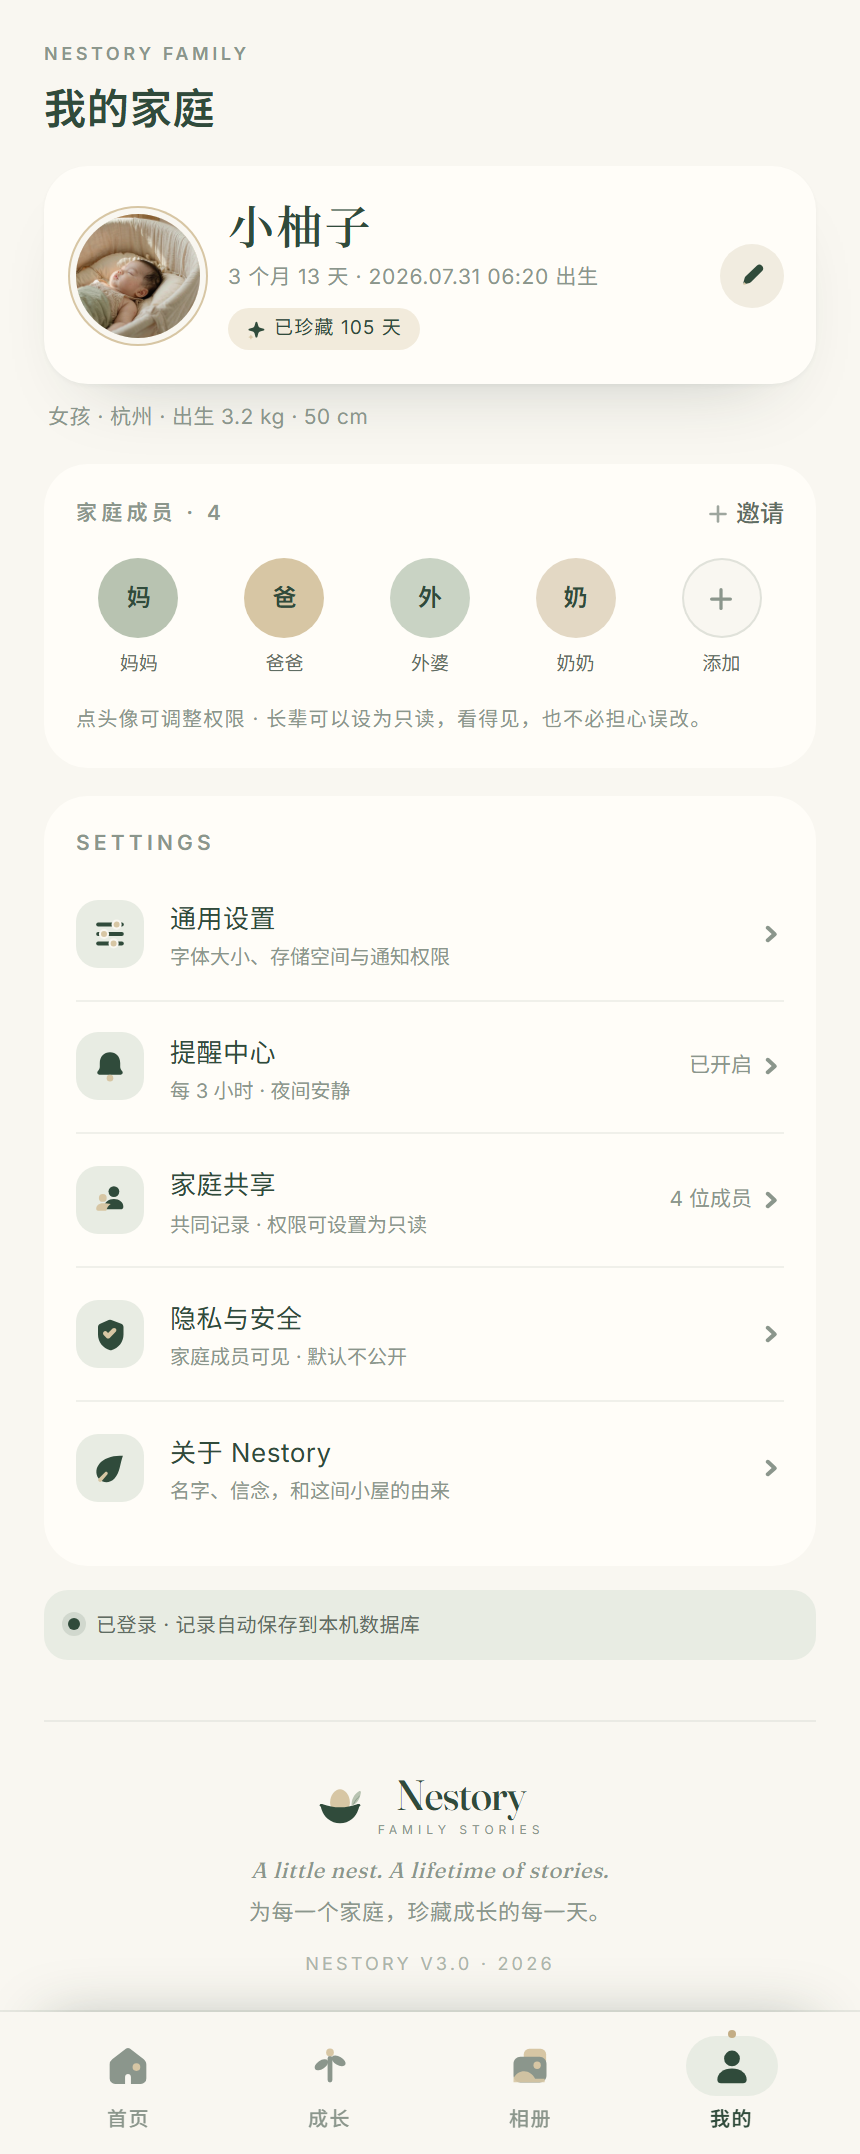 NESTORY FAMILY
我的家庭
小柚子
3 个月 13 天 · 2026.07.31 06:20 出生
已珍藏 105 天
女孩 · 杭州 · 出生 3.2 kg · 50 cm
家庭成员 · 4
邀请
妈 爸 外 奶
妈妈 爸爸 外婆 奶奶 添加
点头像可调整权限 · 长辈可以设为只读，看得见，也不必担心误改。
SETTINGS
通用设置
字体大小、存储空间与通知权限
提醒中心
每 3 小时 · 夜间安静
已开启
家庭共享
共同记录 · 权限可设置为只读
4 位成员
隐私与安全
家庭成员可见 · 默认不公开
关于 Nestory
名字、信念，和这间小屋的由来
已登录 · 记录自动保存到本机数据库
Nestory
FAMILY STORIES
A little nest. A lifetime of stories.
为每一个家庭，珍藏成长的每一天。
NESTORY V3.0 · 2026
首页 成长 相册 我的